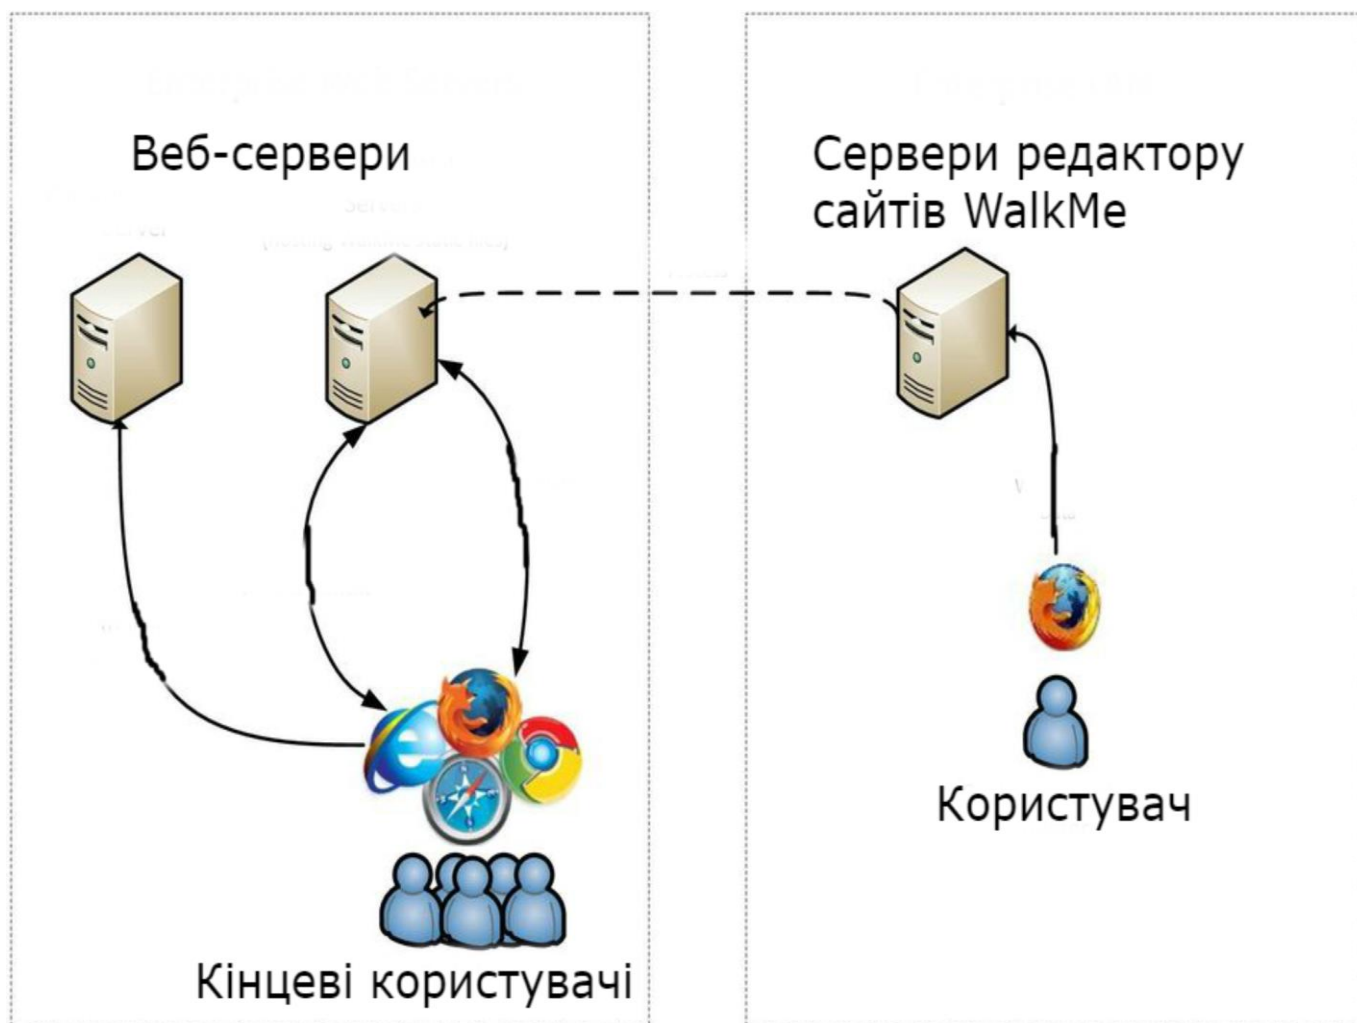 Веб-сервери
Сервери редактору
сайтів WalkMe
Користувач
Кінцеві користувачі